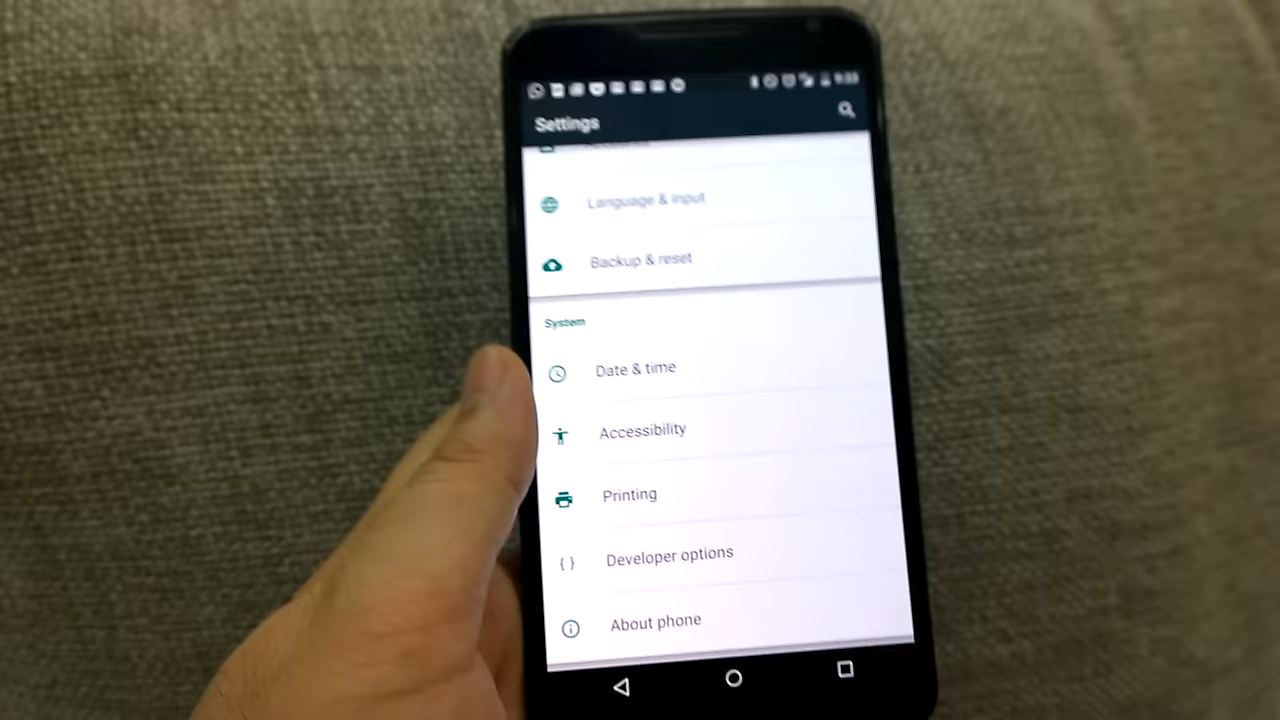 Settings
Language & input
Backup & reset
System
Date & time
Accessibility
Printing
{ } Developer options
About phone